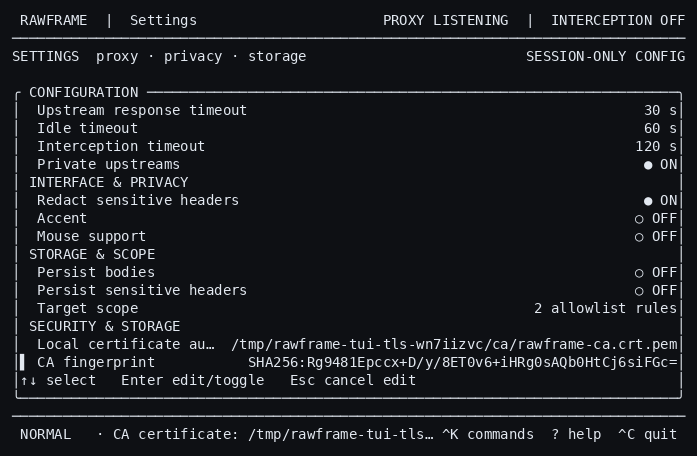 RAWFRAME | Settings PROXY LISTENING | INTERCEPTION OFF
SETTINGS proxy · privacy · storage SESSION-ONLY CONFIG
CONFIGURATION
Upstream response timeout 30 s
Idle timeout 60 s
Interception timeout 120 s
Private upstreams ● ON
INTERFACE & PRIVACY
Redact sensitive headers ● ON
Accent ○ OFF
Mouse support ○ OFF
STORAGE & SCOPE
Persist bodies ○ OFF
Persist sensitive headers ○ OFF
Target scope 2 allowlist rules
SECURITY & STORAGE
Local certificate au… /tmp/rawframe-tui-tls-wn7iizvc/ca/rawframe-ca.crt.pem
CA fingerprint SHA256:Rg9481Epccx+D/y/8ET0v6+iHRg0sAQb0HtCj6siFGc=
↑↓ select Enter edit/toggle Esc cancel edit
NORMAL · CA certificate: /tmp/rawframe-tui-tls… ^K commands ? help ^C quit